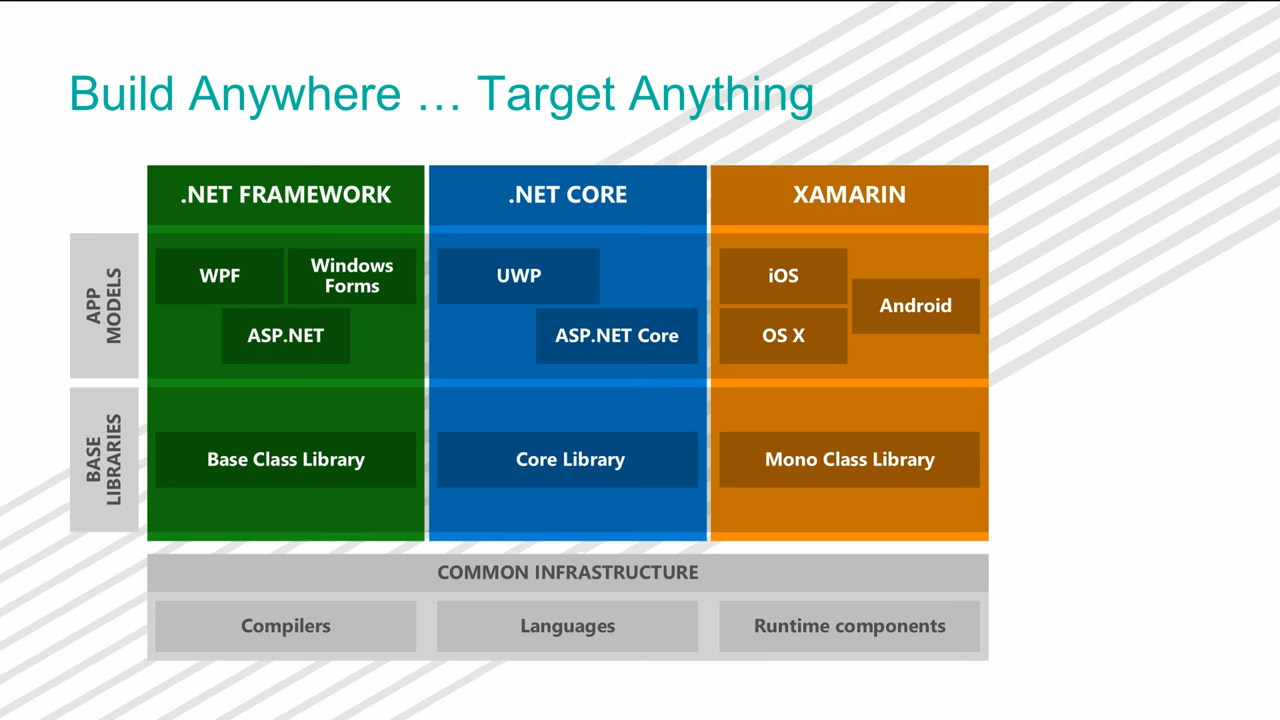 Build Anywhere … Target Anything
.NET FRAMEWORK
.NET CORE
XAMARIN
APP
MODELS
WPF
Windows
Forms
ASP.NET
UWP
ASP.NET Core
iOS
OS X
Android
BASE
LIBRARIES
Base Class Library
Core Library
Mono Class Library
COMMON INFRASTRUCTURE
Compilers
Languages
Runtime components